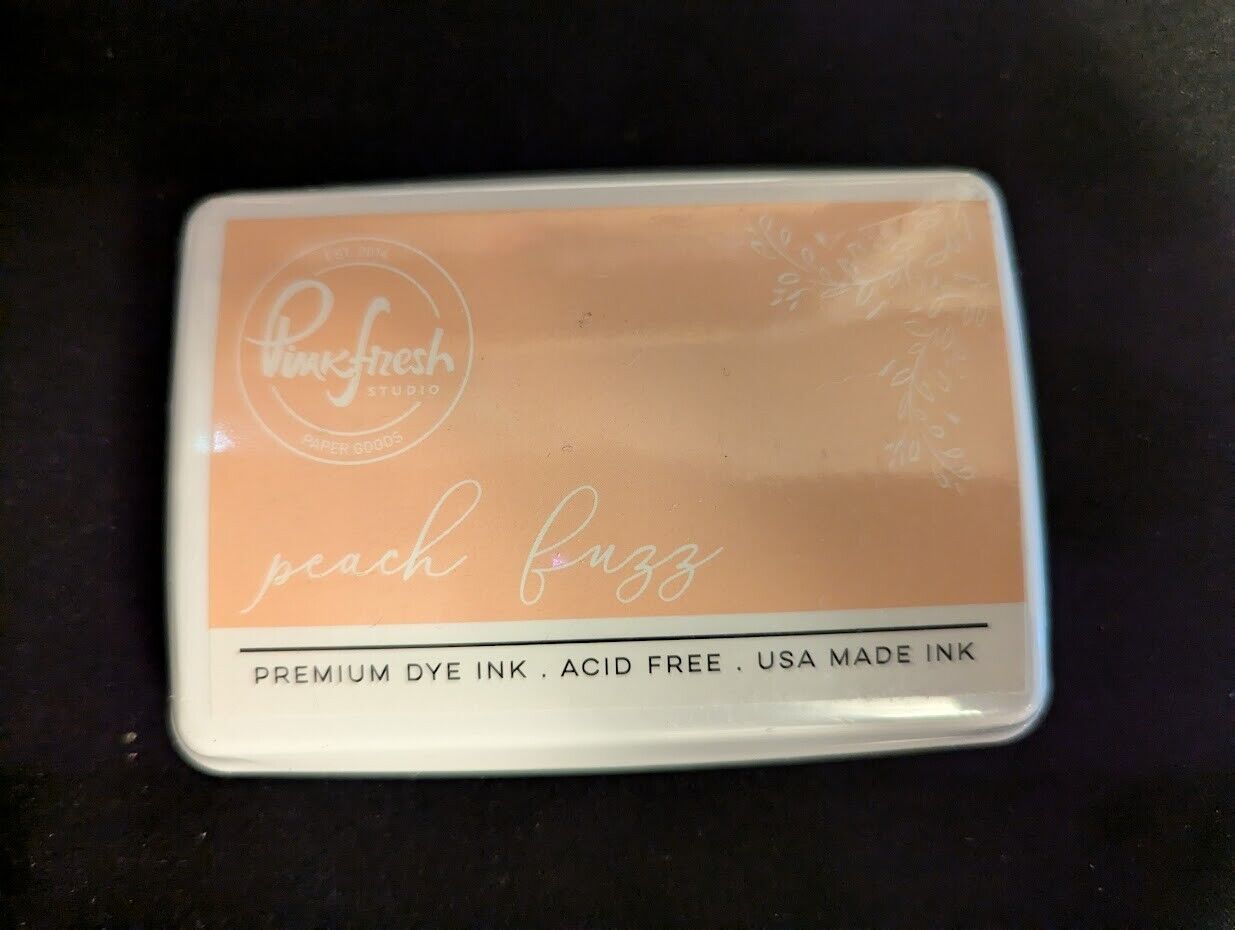 EST. 2014
Pinkfresh
STUDIO
PAPER GOODS
peach fuzz
PREMIUM DYE INK . ACID FREE . USA MADE INK